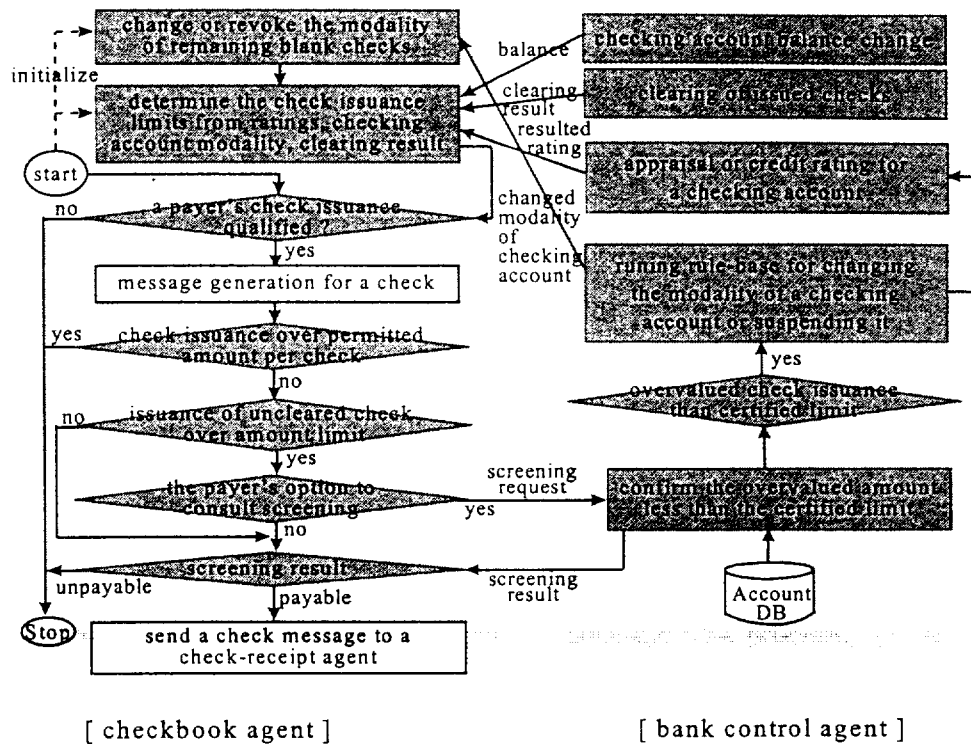 change or revoke the modality
of remaining blank checks
initialize
determine the check issuance
limits from ratings, checking
account modality, clearing result
start
balance
checking account balance change
clearing
result
clearing of issued checks
resulted
rating
appraisal or credit rating for
a checking account
no
a payer's check issuance
qualified ?
yes
changed
modality
of
checking
account
message generation for a check
runing rule-base for changing
the modality of a checking
account or suspending it
yes
check issuance over permitted
amount per check
no
yes
overvalued check issuance
than certified limit
no
issuance of uncleared check
over amount limit
yes
the payer's option to
consult screening
screening
request
yes
no
confirm the overvalued amount
less than the certified limit
screening result
unpayable
payable
screening
result
Account
DB
Stop
send a check message to a
check-receipt agent
[ checkbook agent ]
[ bank control agent ]